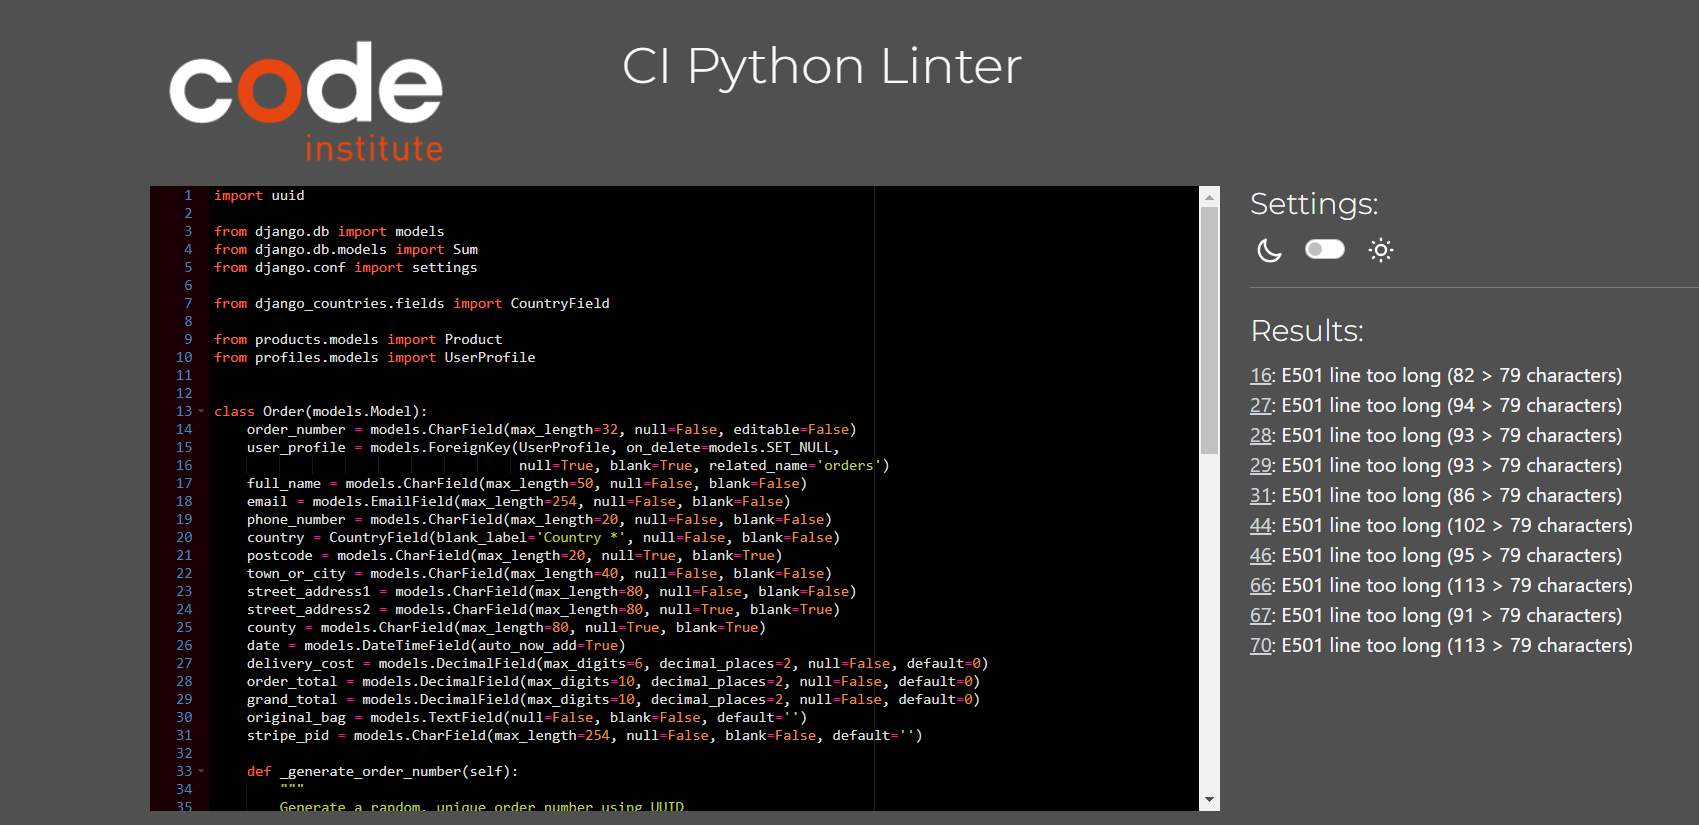 code
institute
CI Python Linter
1 import uuid
2
3 from django.db import models
4 from django.db.models import Sum
5 from django.conf import settings
6
7 from django_countries.fields import CountryField
8
9 from products.models import Product
10 from profiles.models import UserProfile
11
12
13 class Order(models.Model):
14     order_number = models.CharField(max_length=32, null=False, editable=False)
15     user_profile = models.ForeignKey(UserProfile, on_delete=models.SET_NULL,
16                                      null=True, blank=True, related_name='orders')
17     full_name = models.CharField(max_length=50, null=False, blank=False)
18     email = models.EmailField(max_length=254, null=False, blank=False)
19     phone_number = models.CharField(max_length=20, null=False, blank=False)
20     country = CountryField(blank_label='Country *', null=False, blank=False)
21     postcode = models.CharField(max_length=20, null=True, blank=True)
22     town_or_city = models.CharField(max_length=40, null=False, blank=False)
23     street_address1 = models.CharField(max_length=80, null=False, blank=False)
24     street_address2 = models.CharField(max_length=80, null=True, blank=True)
25     county = models.CharField(max_length=80, null=True, blank=True)
26     date = models.DateTimeField(auto_now_add=True)
27     delivery_cost = models.DecimalField(max_digits=6, decimal_places=2, null=False, default=0)
28     order_total = models.DecimalField(max_digits=10, decimal_places=2, null=False, default=0)
29     grand_total = models.DecimalField(max_digits=10, decimal_places=2, null=False, default=0)
30     original_bag = models.TextField(null=False, blank=False, default='')
31     stripe_pid = models.CharField(max_length=254, null=False, blank=False, default='')
32
33     def _generate_order_number(self):
34         """
35         Generate a random, unique order number using UUID
Settings:
Results:
16: E501 line too long (82 > 79 characters)
27: E501 line too long (94 > 79 characters)
28: E501 line too long (93 > 79 characters)
29: E501 line too long (93 > 79 characters)
31: E501 line too long (86 > 79 characters)
44: E501 line too long (102 > 79 characters)
46: E501 line too long (95 > 79 characters)
66: E501 line too long (113 > 79 characters)
67: E501 line too long (91 > 79 characters)
70: E501 line too long (113 > 79 characters)